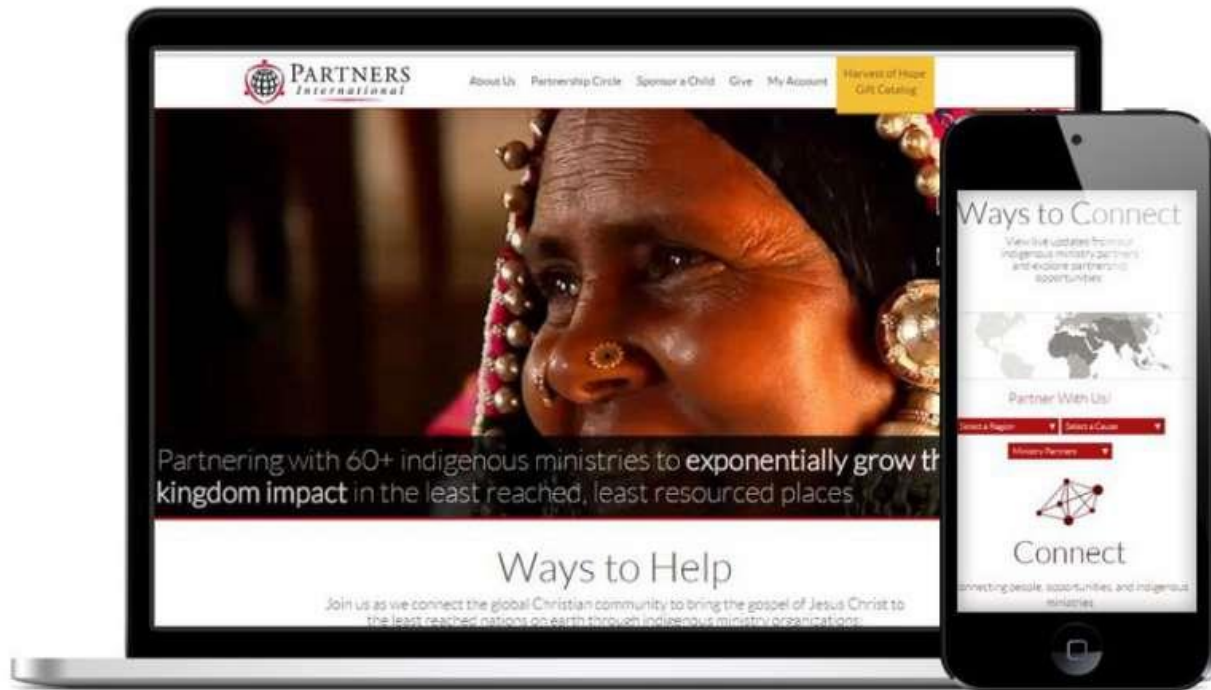 PARTNERS
International
About Us Partnership Circle Sponsor a Child Give My Account
Harvest of Hope
Gift Catalog
Partnering with 60+ indigenous ministries to exponentially grow th
kingdom impact in the least reached, least resourced places
Ways to Help
Join us as we connect the global Christian community to bring the gospel of Jesus Christ to
the least reached nations on earth through indigenous ministry organizations.
Ways to Connect
View live updates from our
indigenous ministry partners
and explore partnership
opportunities
Partner With Us!
Select a Region Select a Cause
Ministry Partners
Connect
onnecting people, opportunities, and indigenous
ministries